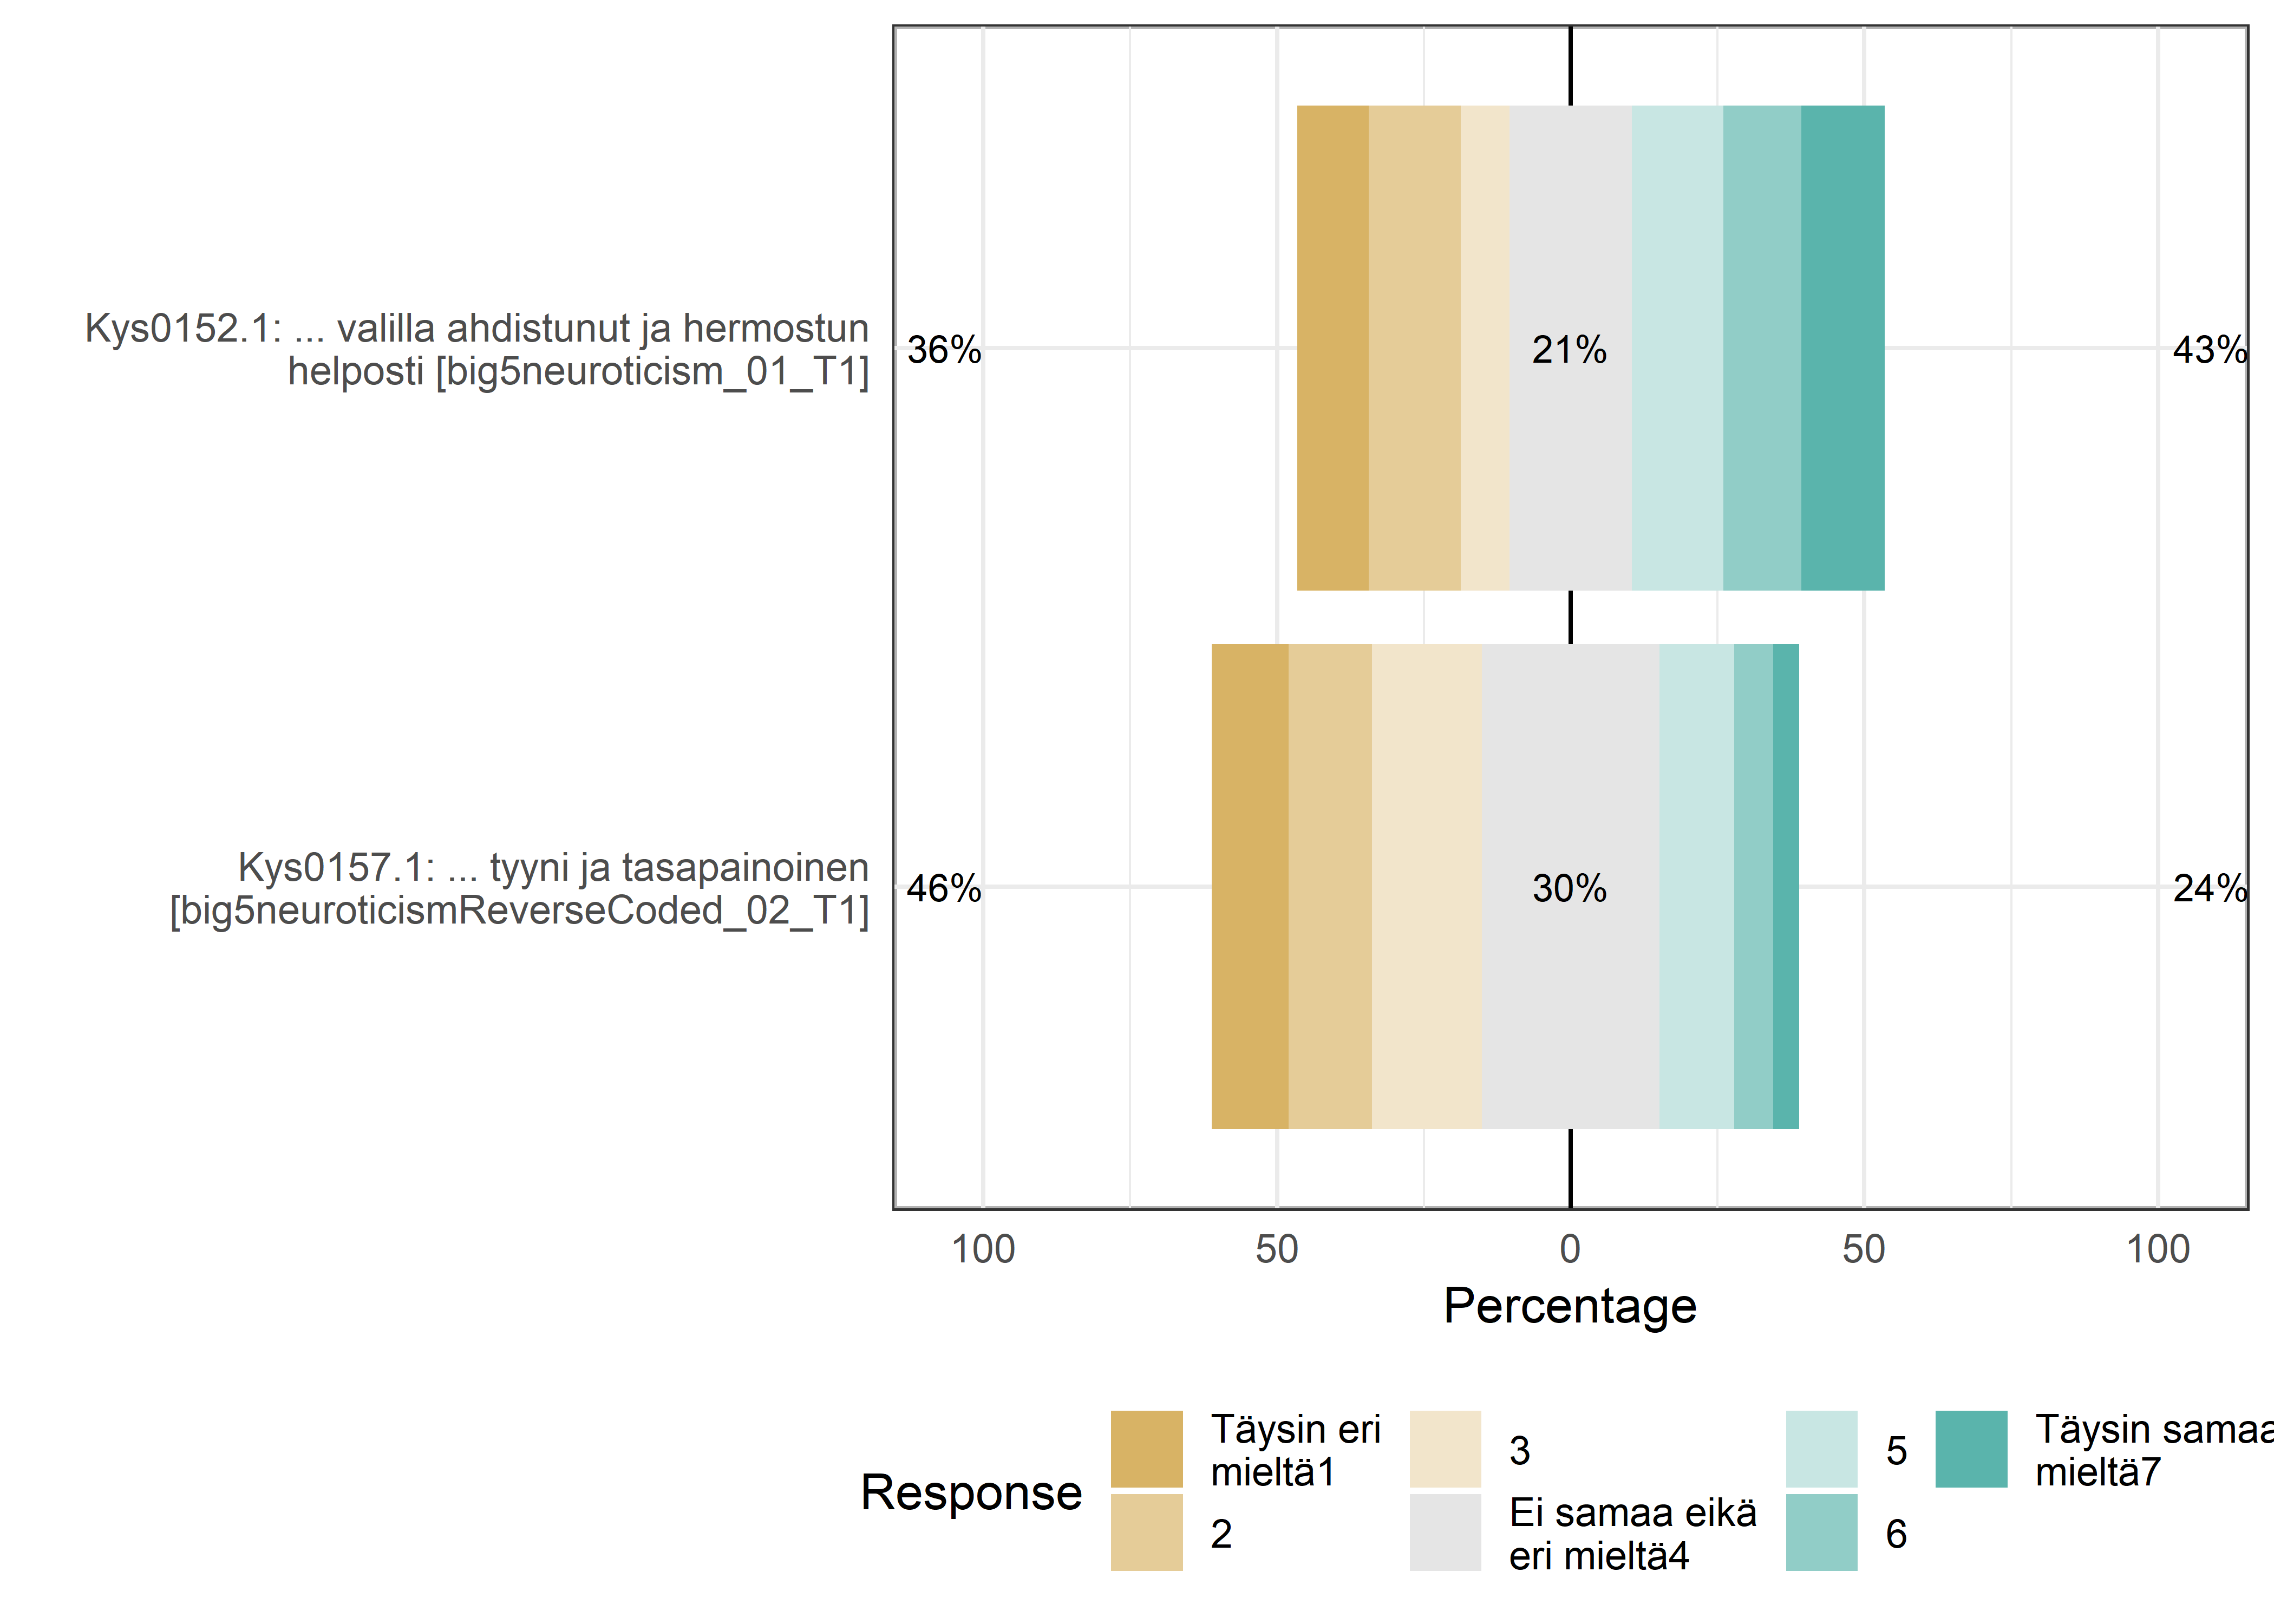 Kys0152.1: ... valilla ahdistunut ja hermostun
helposti [big5neuroticism_01_T1]
36%
21%
43%
Kys0157.1: ... tyyni ja tasapainoinen
[big5neuroticismReverseCoded_02_T1]
46%
30%
24%
100
50
0
50
100
Percentage
Response
Täysin eri
mieltä1
2
3
Ei samaa eikä
eri mieltä4
5
6
Täysin samaa
mieltä7